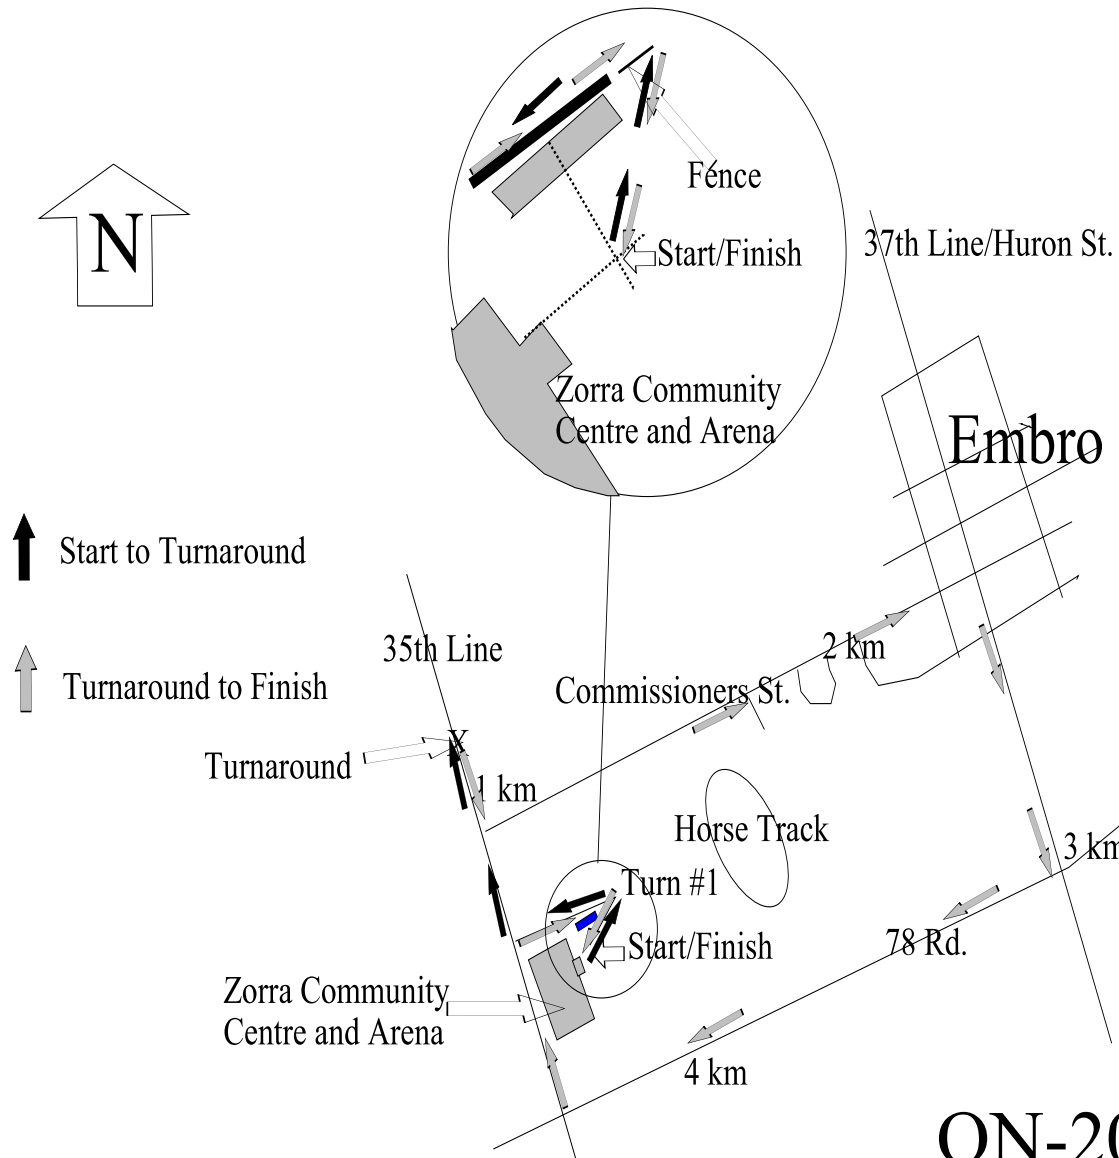 Fence
N
Start/Finish
37th Line/Huron St.
Zorra Community
Centre and Arena
Embro
Start to Turnaround
35th Line
2 km
Turnaround to Finish
Commissioners St.
X
Turnaround
1 km
Horse Track
3 km
Turn #1
Start/Finish
78 Rd.
Zorra Community
Centre and Arena
4 km